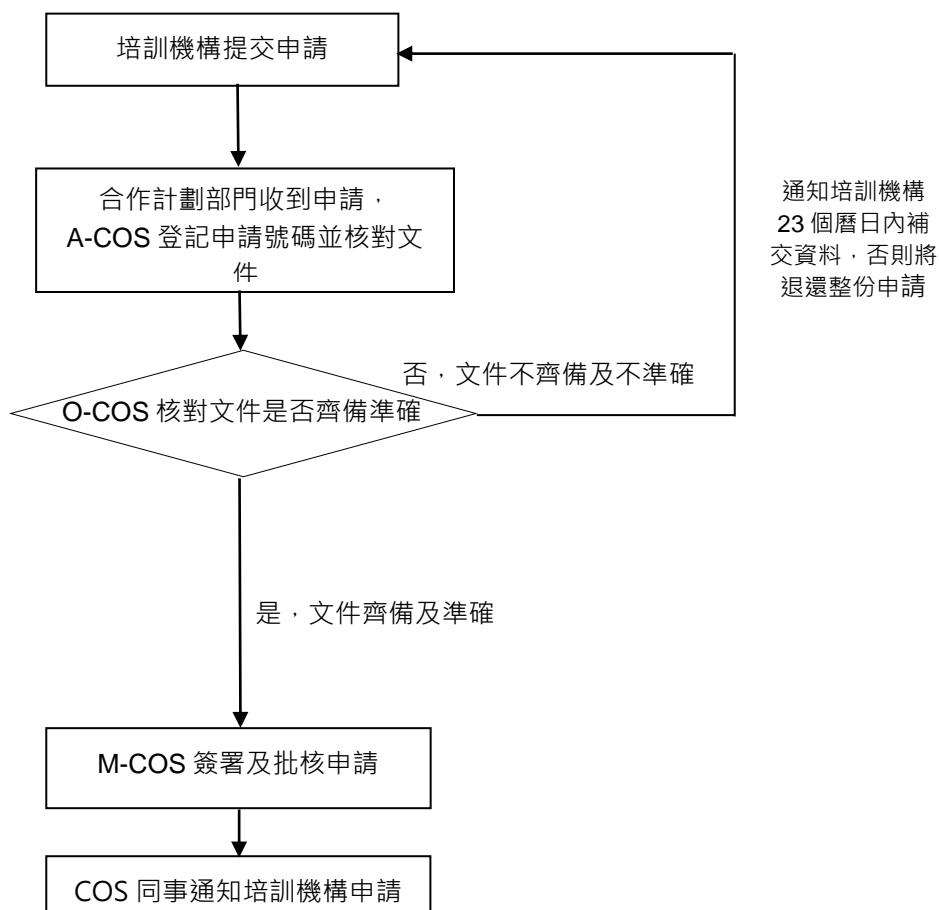 培訓機構提交申請
合作計劃部門收到申請，
A-COS 登記申請號碼並核對文
件
通知培訓機構
23 個曆日內補
交資料，否則將
退還整份申請
否，文件不齊備及不準確
O-COS 核對文件是否齊備準確
是，文件齊備及準確
M-COS 簽署及批核申請
COS 同事通知培訓機構申請